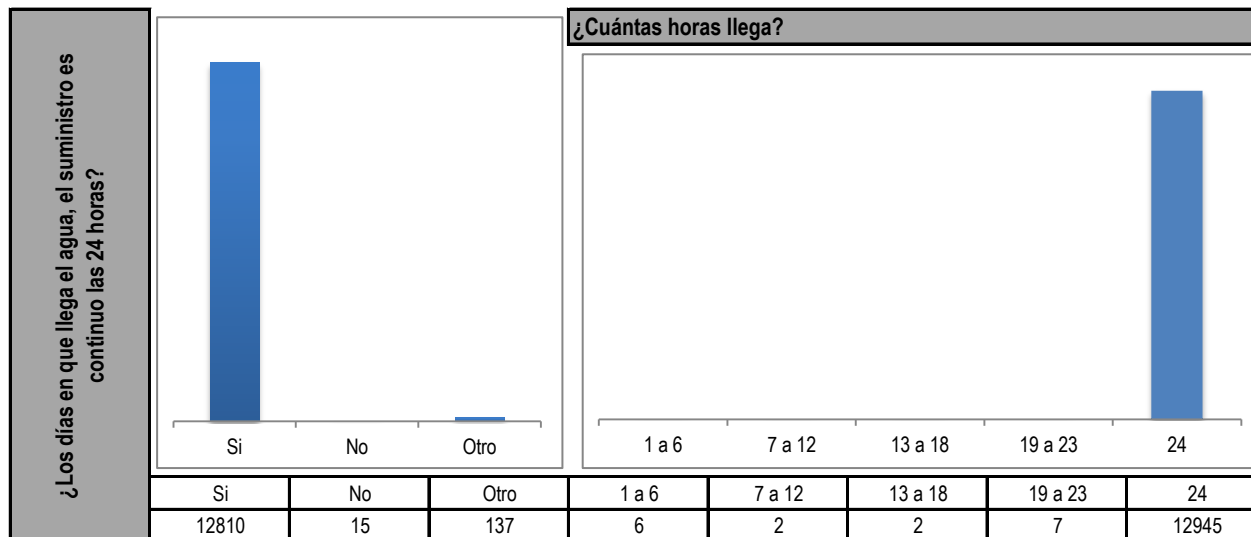 ¿Los días en que llega el agua, el suministro es
continuo las 24 horas?
¿Cuántas horas llega?
Si No Otro
1 a 6 7 a 12 13 a 18 19 a 23 24
Si No Otro 1 a 6 7 a 12 13 a 18 19 a 23 24
12810 15 137 6 2 2 7 12945